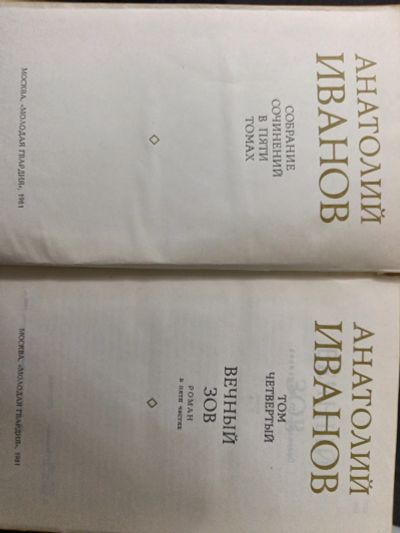 АНАТОЛИЙ
ИВАНОВ
СОБРАНИЕ
СОЧИНЕНИЙ
В ПЯТИ
ТОМАХ
МОСКВА, «МОЛОДАЯ ГВАРДИЯ», 1981
АНАТОЛИЙ
ИВАНОВ
ТОМ
ЧЕТВЕРТЫЙ
ВЕЧНЫЙ
ЗОВ
РОМАН
в пяти частях
МОСКВА, «МОЛОДАЯ ГВАРДИЯ», 1981